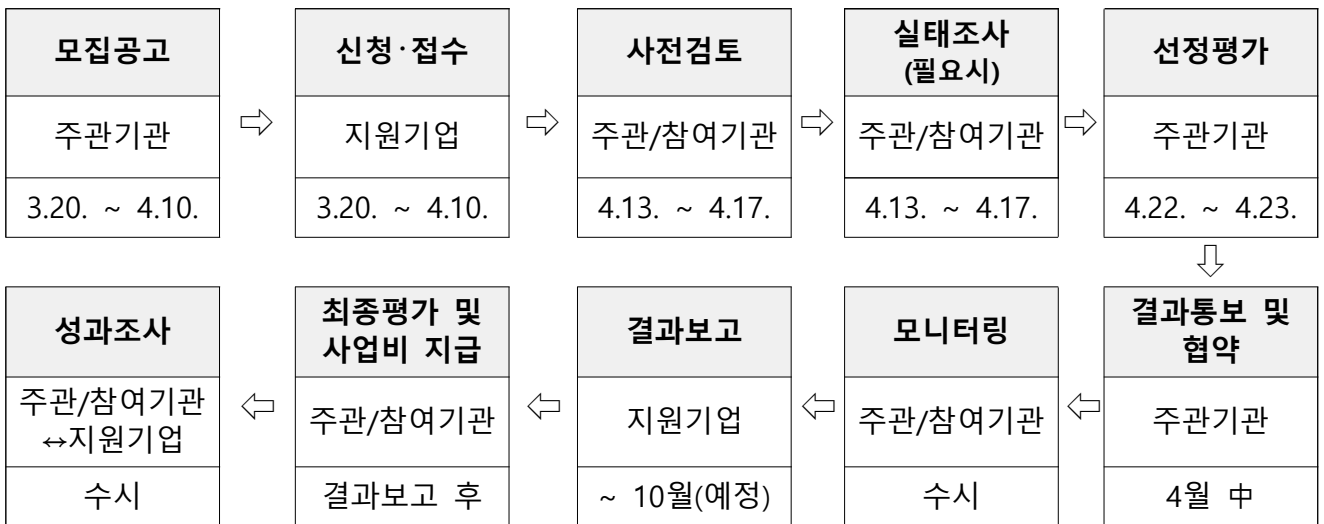 모집공고
주관기관
3.20. ~ 4.10.
신청·접수
지원기업
3.20. ~ 4.10.
사전검토
주관/참여기관
4.13. ~ 4.17.
실태조사
(필요시)
주관/참여기관
4.13. ~ 4.17.
선정평가
주관기관
4.22. ~ 4.23.
결과통보 및
협약
주관기관
4월 中
모니터링
주관/참여기관
수시
결과보고
지원기업
~ 10월(예정)
최종평가 및
사업비 지급
주관/참여기관
결과보고 후
성과조사
주관/참여기관
↔지원기업
수시